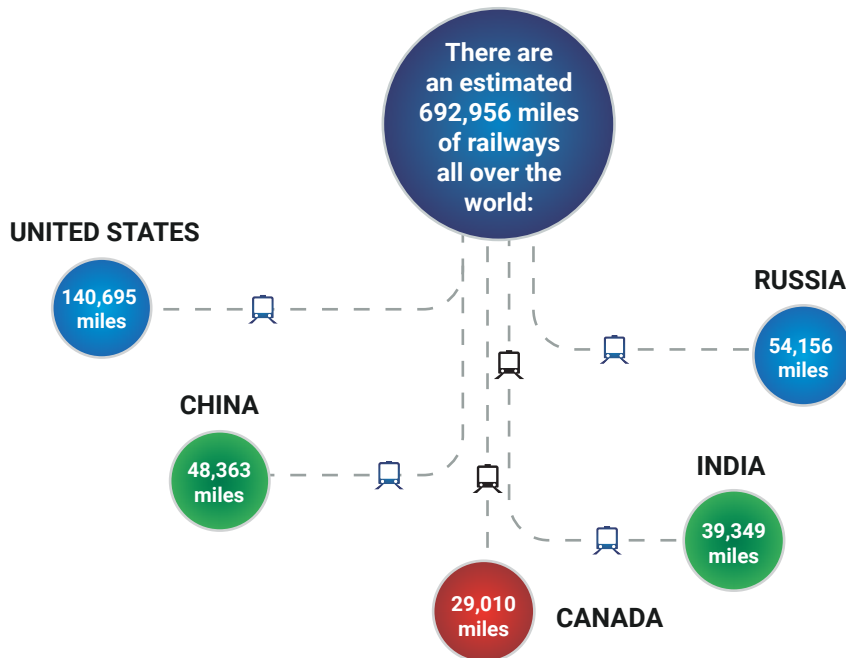 There are
an estimated
692,956 miles
of railways
all over the
world:
UNITED STATES
140,695
miles
RUSSIA
54,156
miles
CHINA
48,363
miles
INDIA
39,349
miles
29,010
miles
CANADA